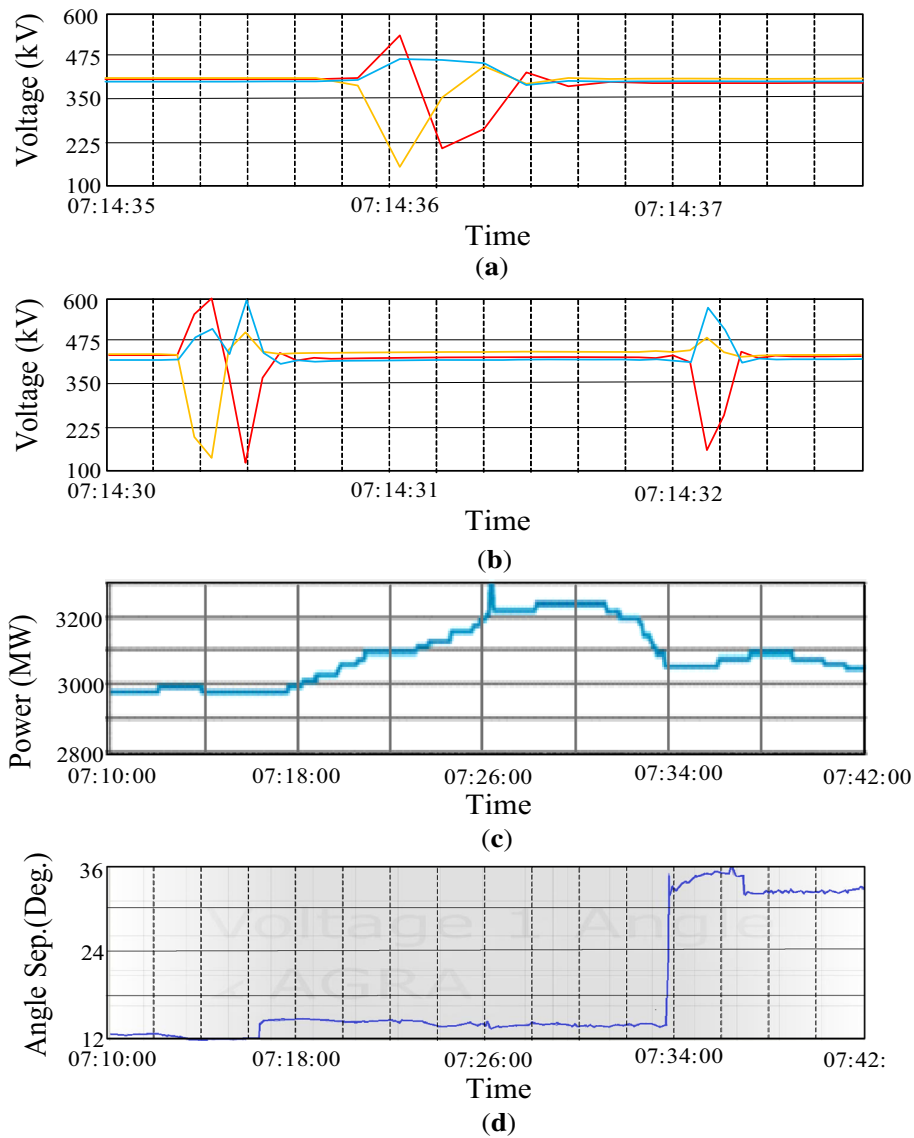 Voltage (kV)
600
475
350
225
100
07:14:35 07:14:36 07:14:37
Time
(a)
Voltage (kV)
600
475
350
225
100
07:14:30 07:14:31 07:14:32
Time
(b)
Power (MW)
3200
3000
2800
07:10:00 07:18:00 07:26:00 07:34:00 07:42:00
Time
(c)
Angle Sep.(Deg.)
36
24
12
Voltage 1 Angle
∠ AGRA
07:10:00 07:18:00 07:26:00 07:34:00 07:42:
Time
(d)